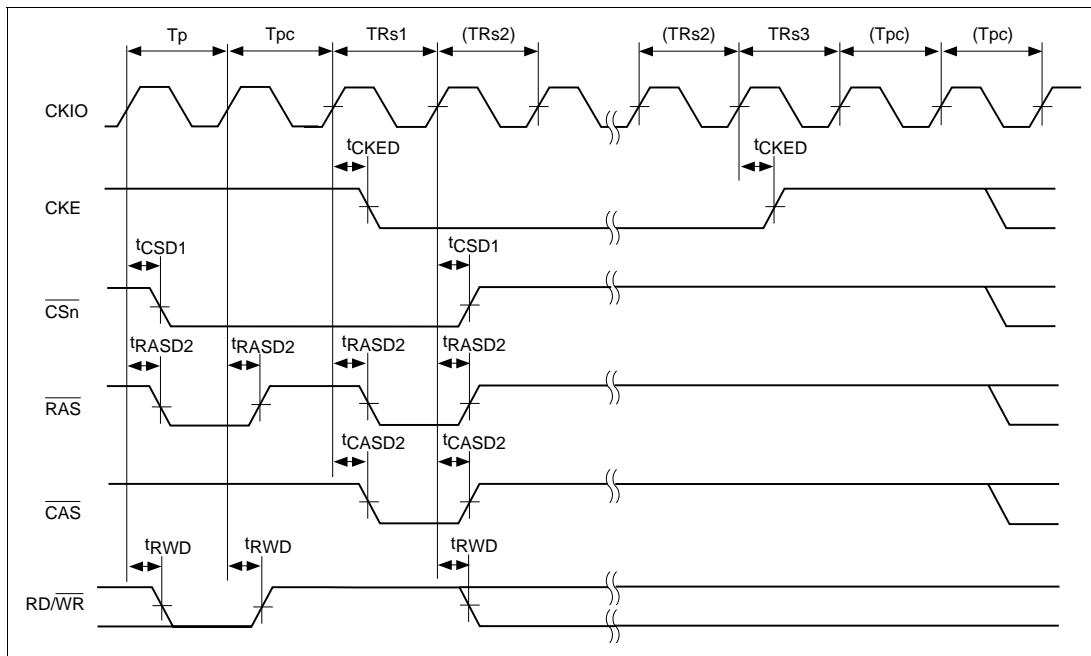 Tp Tpc TRs1 (TRs2) (TRs2) TRs3 (Tpc) (Tpc)
CKIO
tCKED tCKED
CKE
tCSD1 tCSD1
CSn
tRASD2 tRASD2 tRASD2 tRASD2
RAS
tCASD2 tCASD2
CAS
tRWD tRWD tRWD
RD/WR